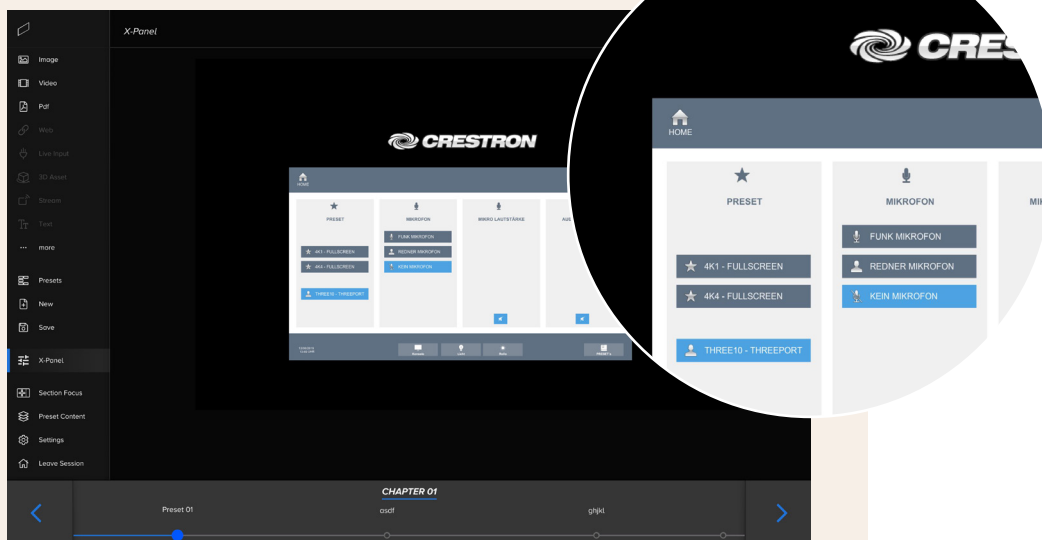 X-Panel
Image
Video
Pdf
Web
Live Input
3D Asset
Stream
Text
more
Presets
New
Save
X-Panel
Section Focus
Preset Content
Settings
Leave Session
CRESTRON
HOME
PRESET
MIKROFON
MIKRO LAUTSTÄRKE
4K1 - FULLSCREEN
4K4 - FULLSCREEN
THREE10 - THREEPORT
FUNK MIKROFON
REDNER MIKROFON
KEIN MIKROFON
Licht
PRESET's
CRES
HOME
PRESET
MIKROFON
4K1 - FULLSCREEN
4K4 - FULLSCREEN
THREE10 - THREEPORT
FUNK MIKROFON
REDNER MIKROFON
KEIN MIKROFON
CHAPTER 01
Preset 01
asdf
ghjkl